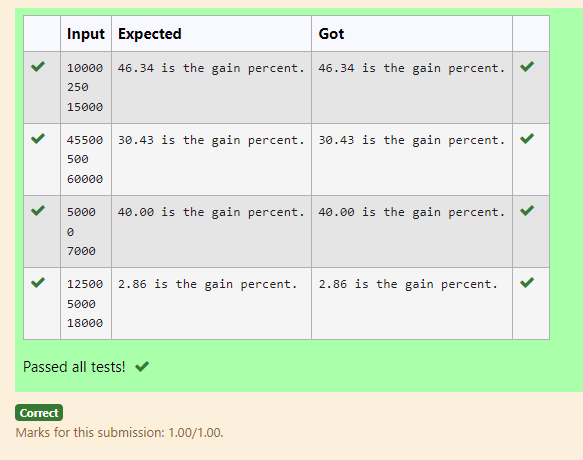 Input Expected Got
10000 46.34 is the gain percent. 46.34 is the gain percent.
250
15000
45500 30.43 is the gain percent. 30.43 is the gain percent.
500
60000
5000 40.00 is the gain percent. 40.00 is the gain percent.
0
7000
12500 2.86 is the gain percent. 2.86 is the gain percent.
5000
18000
Passed all tests!
Correct
Marks for this submission: 1.00/1.00.